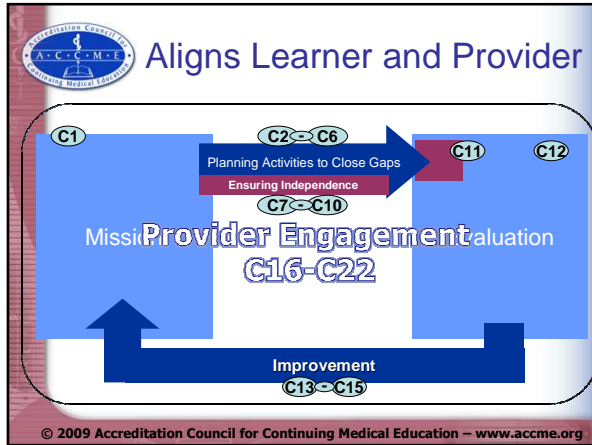 Accreditation Council for
A•C•C•M•E
Continuing Medical Education
Aligns Learner and Provider
C1
C2 - C6
Planning Activities to Close Gaps
Ensuring Independence
C7 - C10
C11
C12
Mission
Provider Engagement
C16-C22
valuation
Improvement
C13 - C15
© 2009 Accreditation Council for Continuing Medical Education – www.accme.org